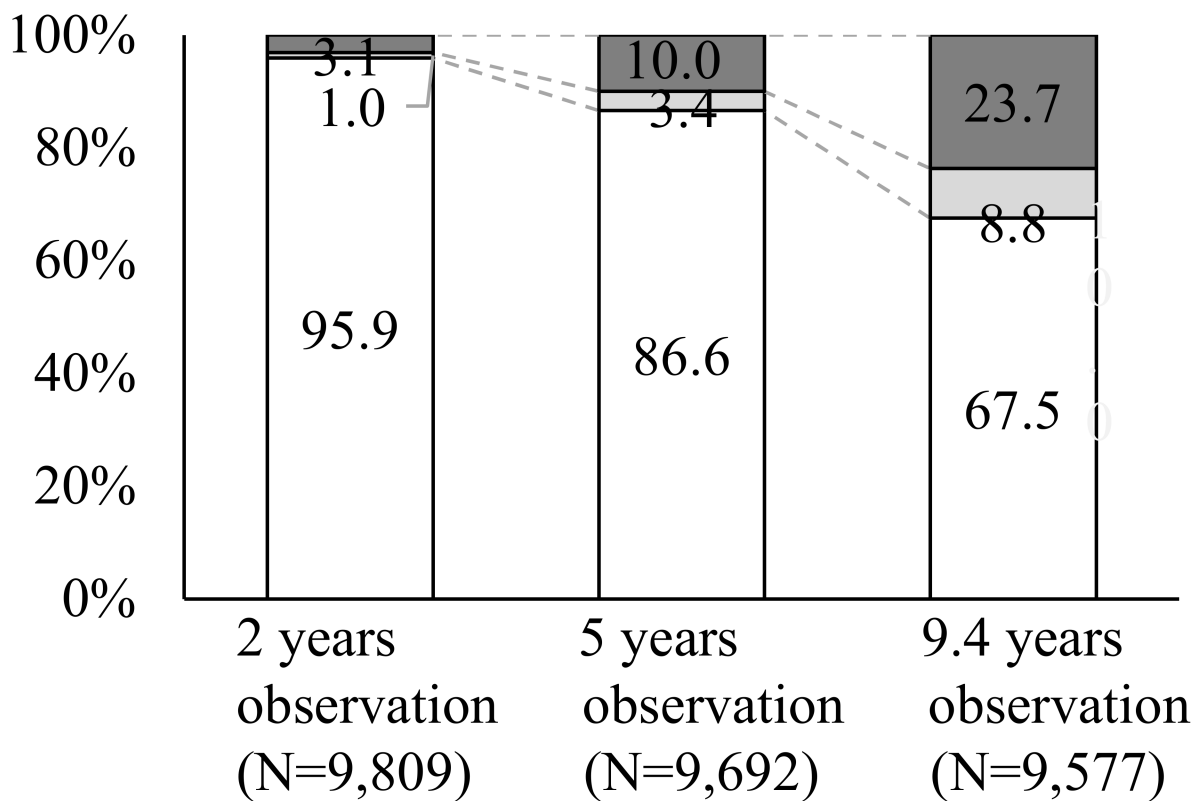 100%
80%
60%
40%
20%
0%
3.1
1.0
95.9
10.0
3.4
86.6
23.7
8.8
67.5
10.0
2 years
observation
(N=9,809)
5 years
observation
(N=9,692)
9.4 years
observation
(N=9,577)